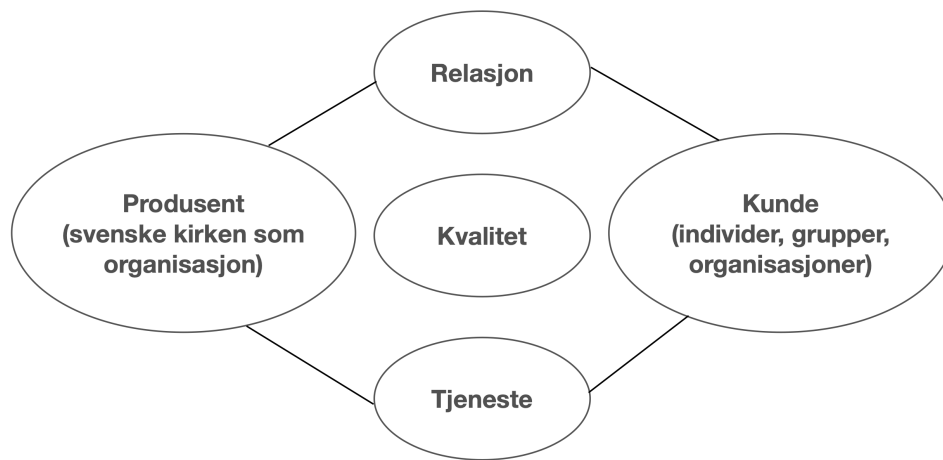 Relasjon
Produsent
(svenske kirken som
organisasjon)
Kvalitet
Kunde
(individer, grupper,
organisasjoner)
Tjeneste